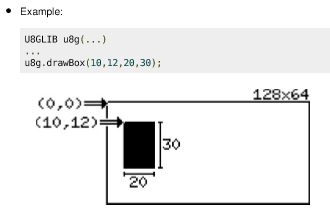 Example:
U8GLIB u8g(...)
...
u8g.drawBox(10,12,20,30);
128x64
(0,0)
(10,12)
30
20